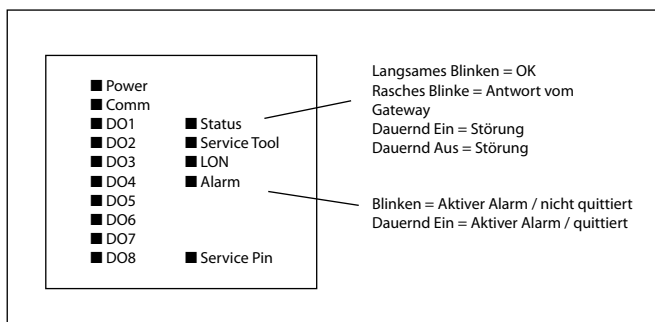 Power
Comm
DO1
DO2
DO3
DO4
DO5
DO6
DO7
DO8
Status
Service Tool
LON
Alarm
Service Pin
Langsames Blinken = OK
Rasches Blinke = Antwort vom
Gateway
Dauernd Ein = Störung
Dauernd Aus = Störung
Blinken = Aktiver Alarm / nicht quittiert
Dauernd Ein = Aktiver Alarm / quittiert